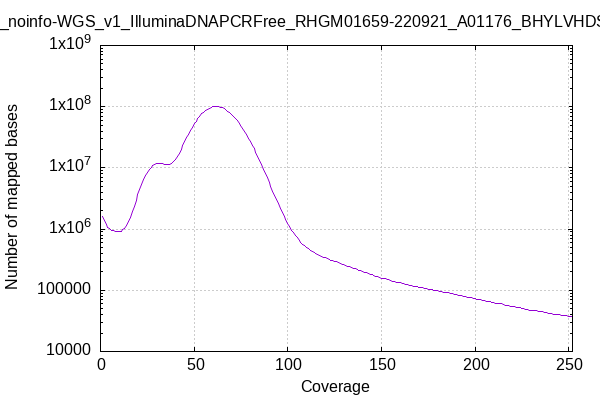 _noinfo-WGS_v1_IlluminaDNAPCRFree_RHGM01659-220921_A01176_BHYLVHDS
1x10⁹
1x10⁸
1x10⁷
1x10⁶
100000
10000
Number of mapped bases
0 50 100 150 200 250
Coverage